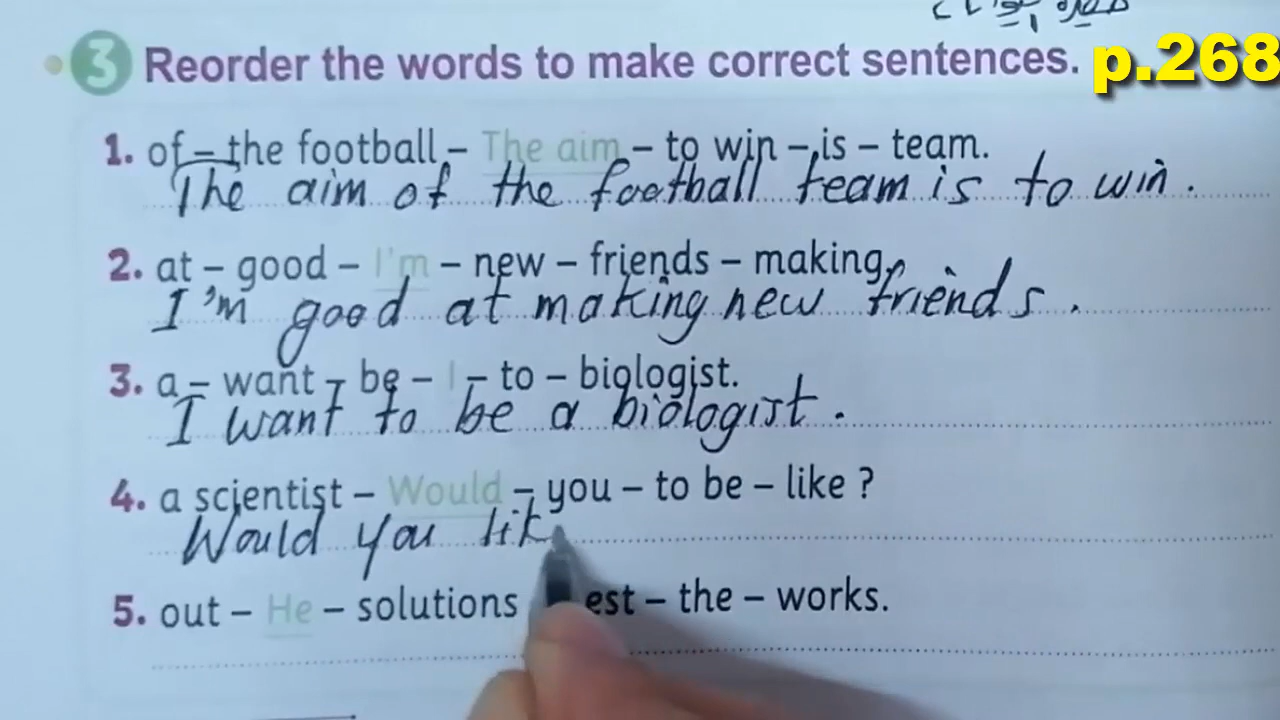 3 Reorder the words to make correct sentences. p.268
1. of – the football – The aim – to win – is – team.
The aim of the football team is to win.
2. at – good – I'm – new – friends – making.
I'm good at making new friends.
3. a – want – be – I – to – biologist.
I want to be a biologist.
4. a scientist – Would – you – to be – like ?
Would you lik
5. out – He – solutions est – the – works.